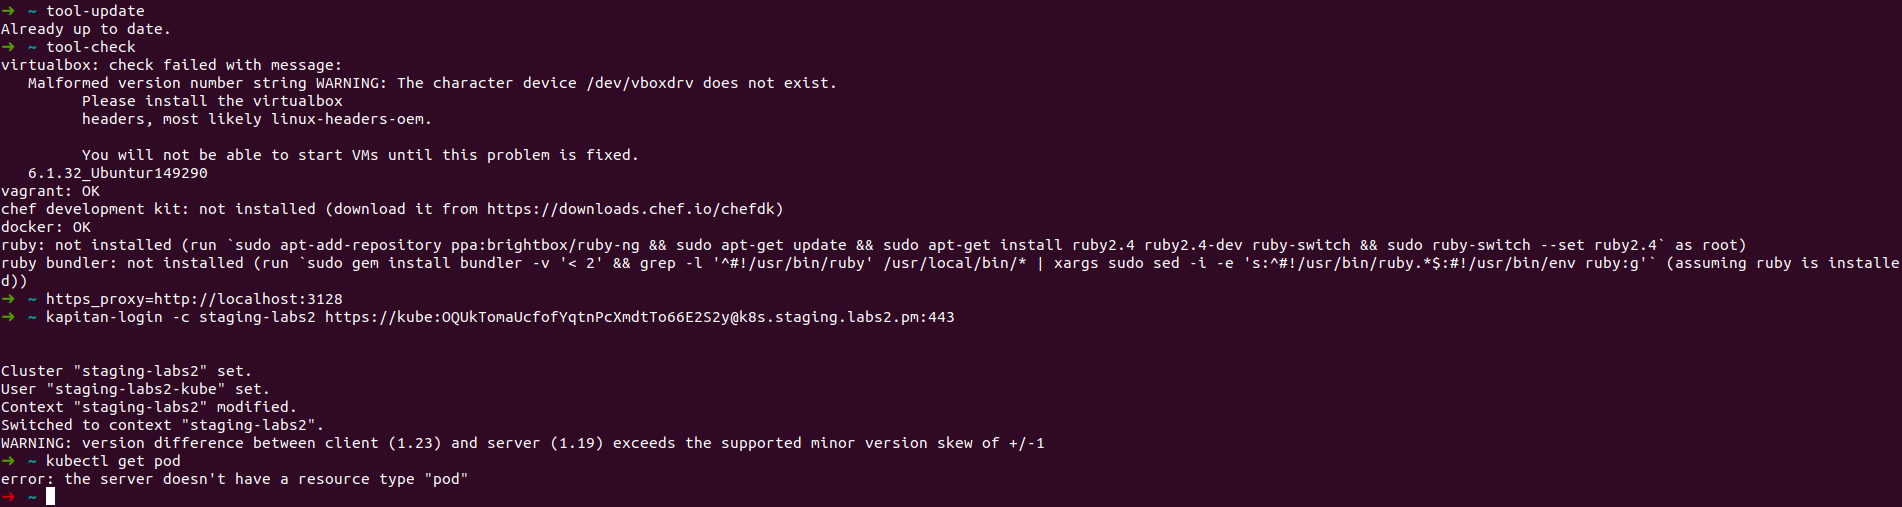 ➜ ~ tool-update
Already up to date.
➜ ~ tool-check
virtualbox: check failed with message:
   Malformed version number string WARNING: The character device /dev/vboxdrv does not exist.
         Please install the virtualbox
         headers, most likely linux-headers-oem.

         You will not be able to start VMs until this problem is fixed.
   6.1.32_Ubuntur149290
vagrant: OK
chef development kit: not installed (download it from https://downloads.chef.io/chefdk)
docker: OK
ruby: not installed (run `sudo apt-add-repository ppa:brightbox/ruby-ng && sudo apt-get update && sudo apt-get install ruby2.4 ruby2.4-dev ruby-switch && sudo ruby-switch --set ruby2.4` as root)
ruby bundler: not installed (run `sudo gem install bundler -v '< 2' && grep -l '^#!/usr/bin/ruby' /usr/local/bin/* | xargs sudo sed -i -e 's:^#!/usr/bin/ruby.*$:#!/usr/bin/env ruby:g'` (assuming ruby is installe
d))
➜ ~ https_proxy=http://localhost:3128
➜ ~ kapitan-login -c staging-labs2 https://kube:OQUkTomaUcfofYqtnPcXmdtTo66E2S2y@k8s.staging.labs2.pm:443

Cluster "staging-labs2" set.
User "staging-labs2-kube" set.
Context "staging-labs2" modified.
Switched to context "staging-labs2".
WARNING: version difference between client (1.23) and server (1.19) exceeds the supported minor version skew of +/-1
➜ ~ kubectl get pod
error: the server doesn't have a resource type "pod"
➜ ~